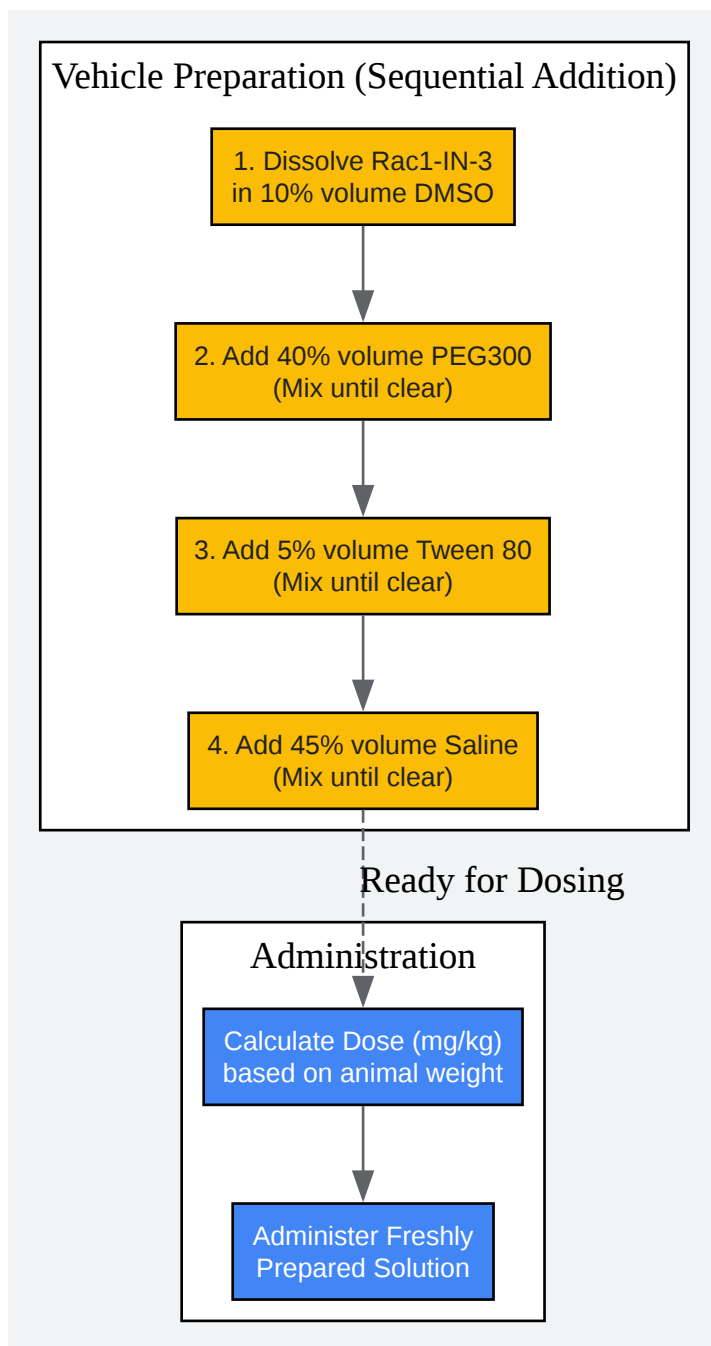 Vehicle Preparation (Sequential Addition)
1. Dissolve Rac1-IN-3
in 10% volume DMSO
2. Add 40% volume PEG300
(Mix until clear)
3. Add 5% volume Tween 80
(Mix until clear)
4. Add 45% volume Saline
(Mix until clear)
Ready for Dosing
Administration
Calculate Dose (mg/kg)
based on animal weight
Administer Freshly
Prepared Solution